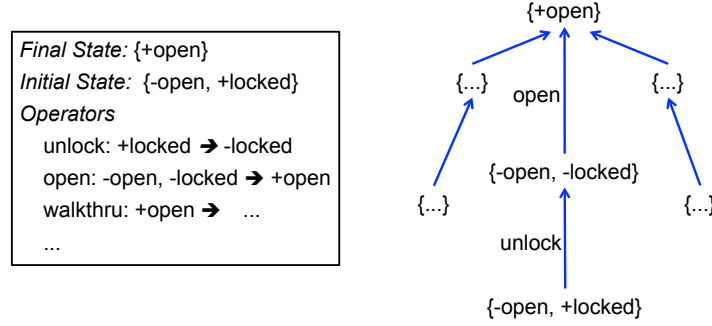 Final State: {+open}
Initial State: {-open, +locked}
Operators
unlock: +locked ➔ -locked
open: -open, -locked ➔ +open
walkthru: +open ➔ ...
...
{+open}
{...}
{...}
open
{-open, -locked}
{...}
{...}
unlock
{-open, +locked}